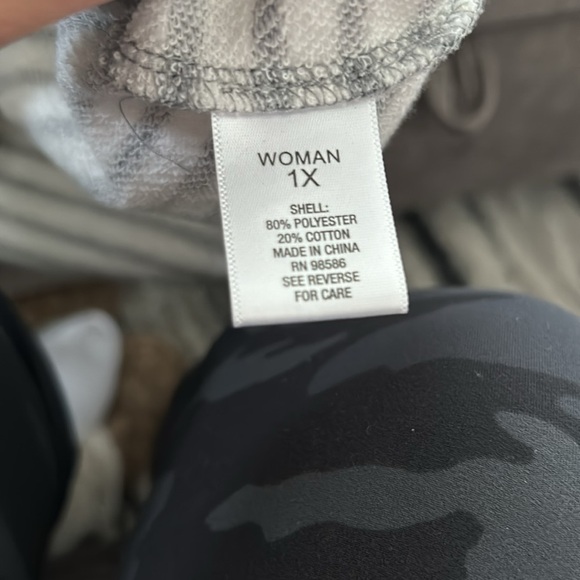 WOMAN
1X
SHELL:
80% POLYESTER
20% COTTON
MADE IN CHINA
RN 98586
SEE REVERSE
FOR CARE